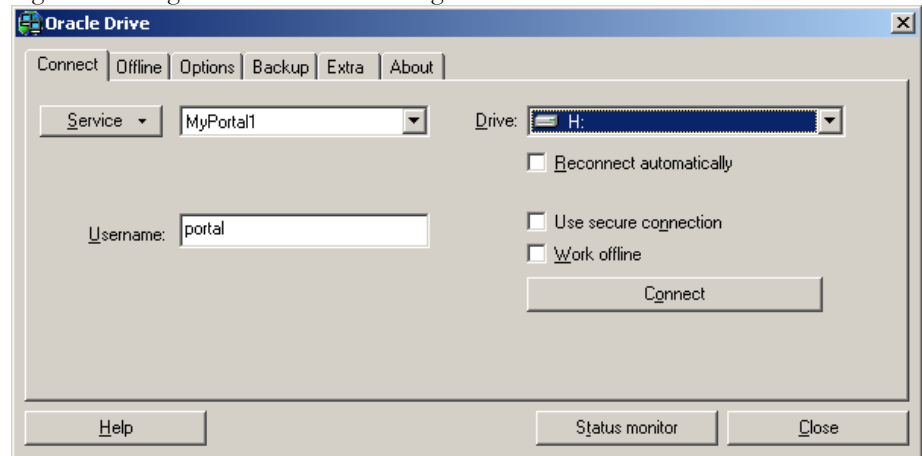 Oracle Drive
Connect Offline Options Backup Extra About
Service MyPortal1 Drive: H:
Reconnect automatically
Username: portal Use secure connection
Work offline
Connect
Help Status monitor Close